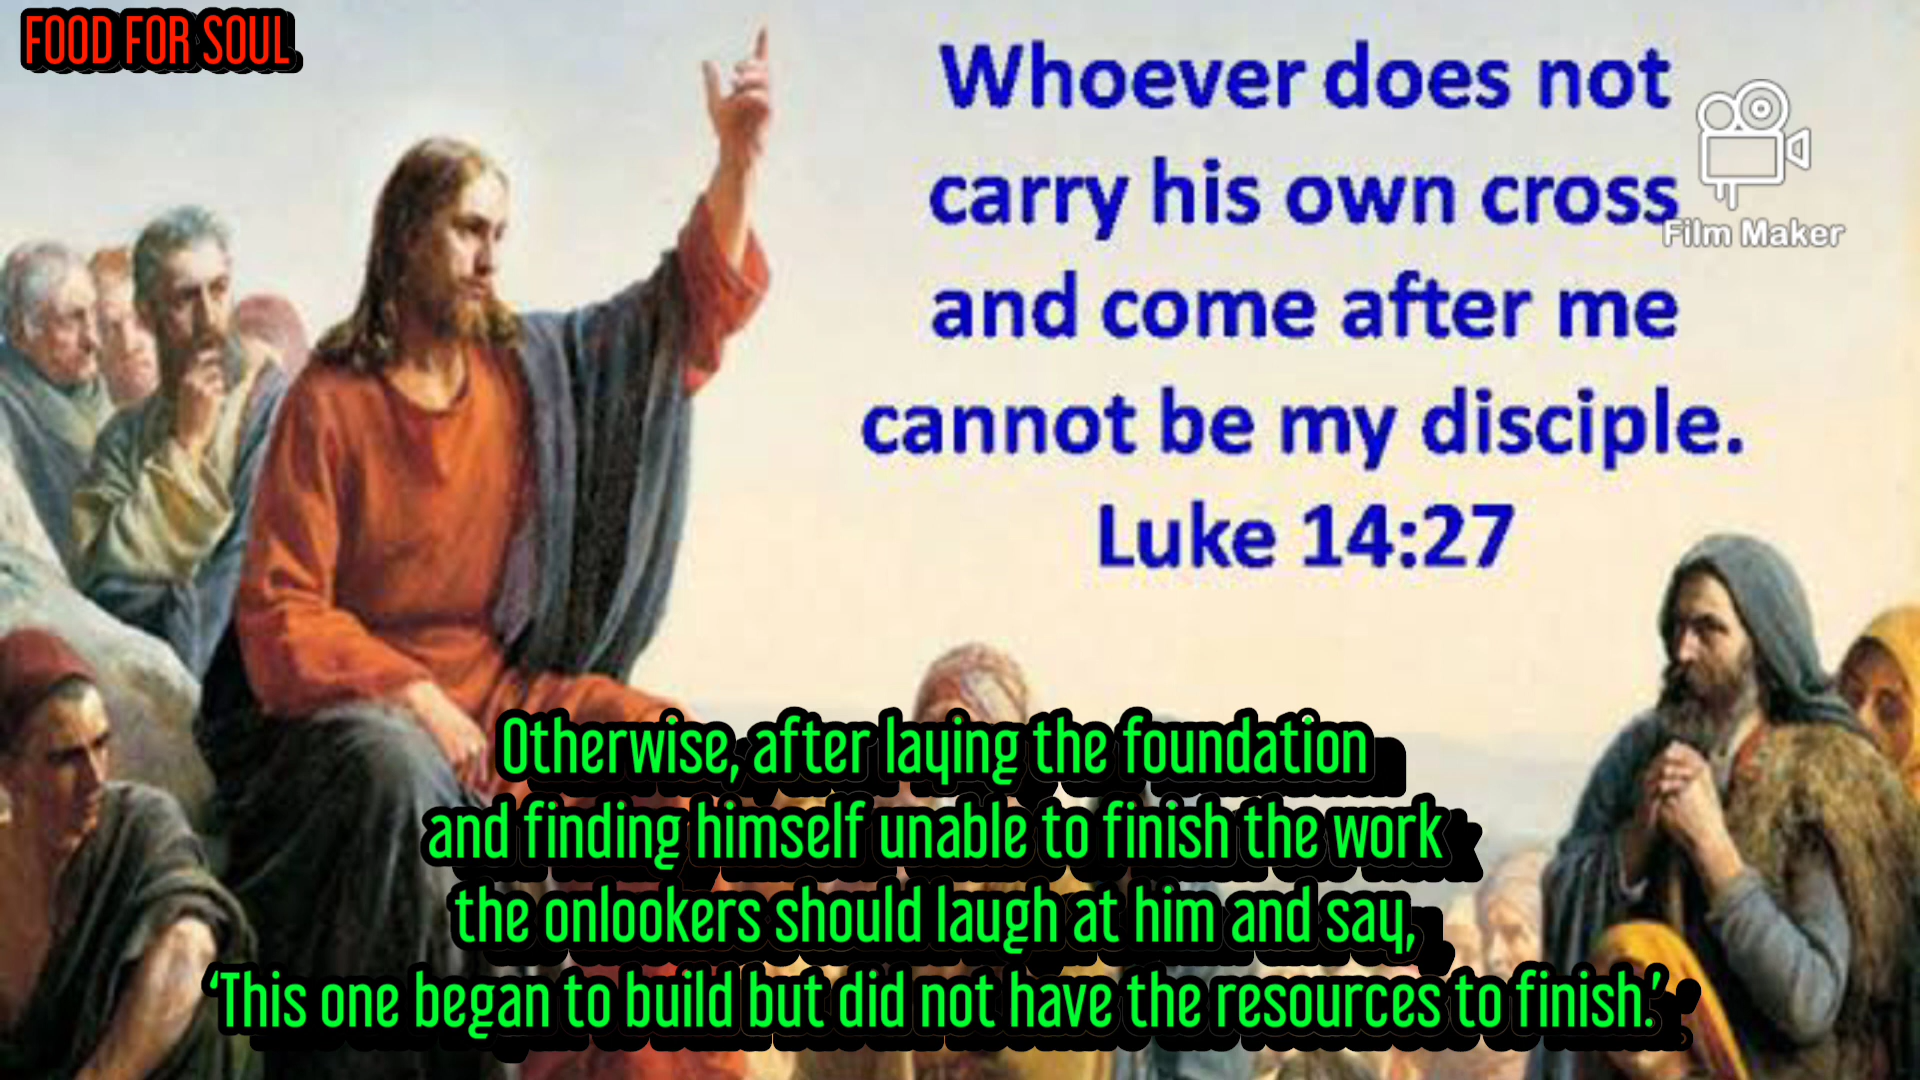 FOOD FOR SOUL
Whoever does not
carry his own cross
and come after me
cannot be my disciple.
Luke 14:27
Film Maker
Otherwise, after laying the foundation
and finding himself unable to finish the work
the onlookers should laugh at him and say,
‘This one began to build but did not have the resources to finish.’